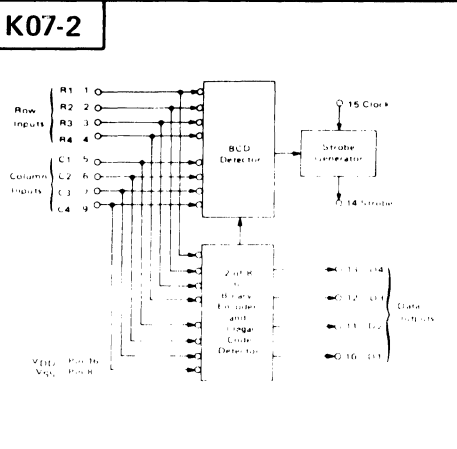 K07-2
R1 1
R2 2
R3 3
R4 4
Row
Inputs
C1 5
C2 6
C3 7
C4 9
Column
Inputs
BCD
Detector
15 Clock
Strobe
Generator
14 Strobe
2 of 8
to
Binary
Encoder
and
Illegal
Code
Detector
13 D4
12 D3
11 D2
10 D1
Data
Outputs
VDD Pin 16
VSS Pin 8